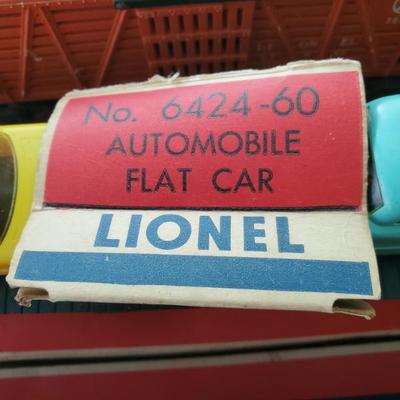 No. 6424-60
AUTOMOBILE
FLAT CAR
LIONEL